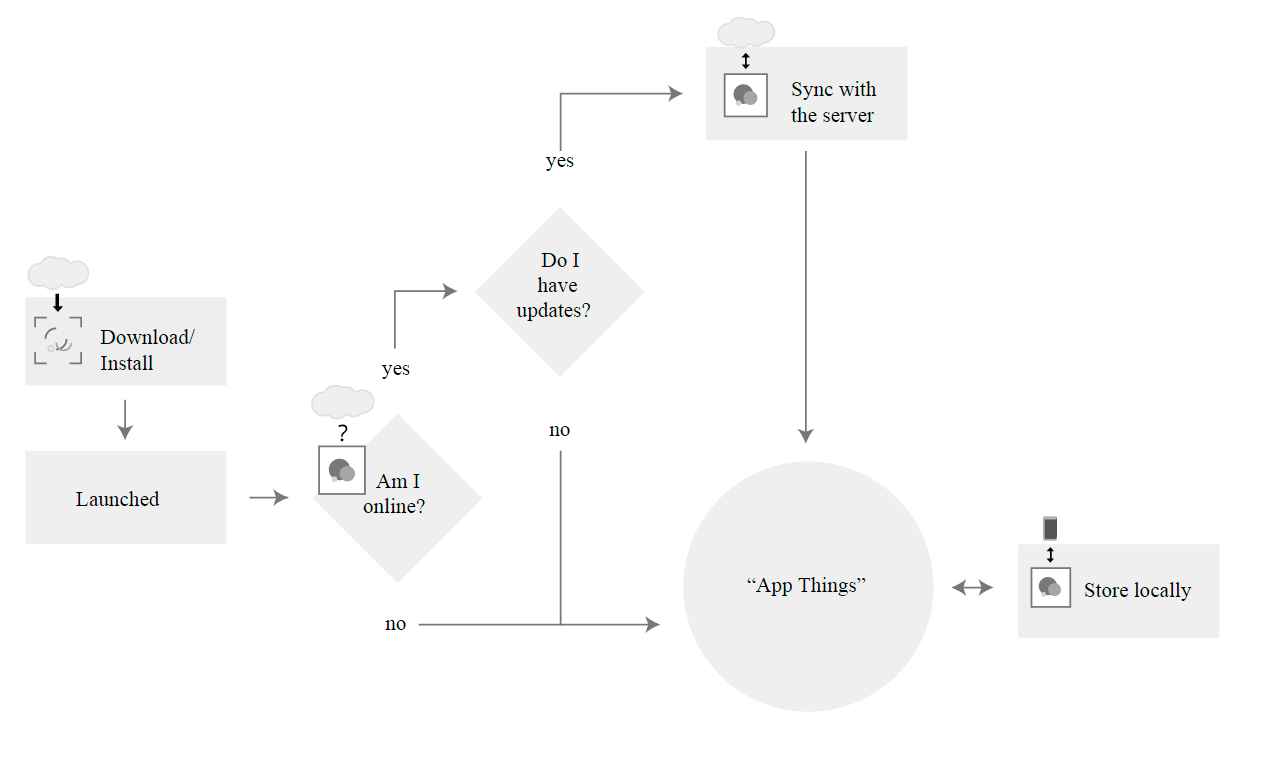 Sync with
the server
yes
Do I
have
updates?
Download/
Install
yes
no
?
Am I
online?
Launched
“App Things”
Store locally
no